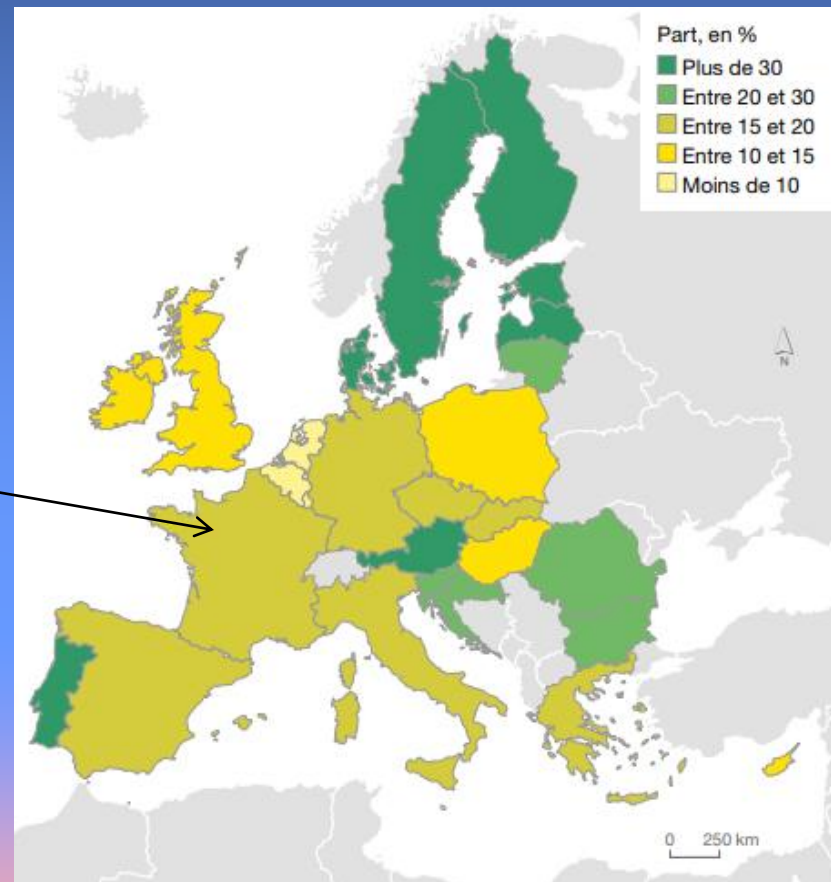 Part, en %
Plus de 30
Entre 20 et 30
Entre 15 et 20
Entre 10 et 15
Moins de 10
N
0 250 km